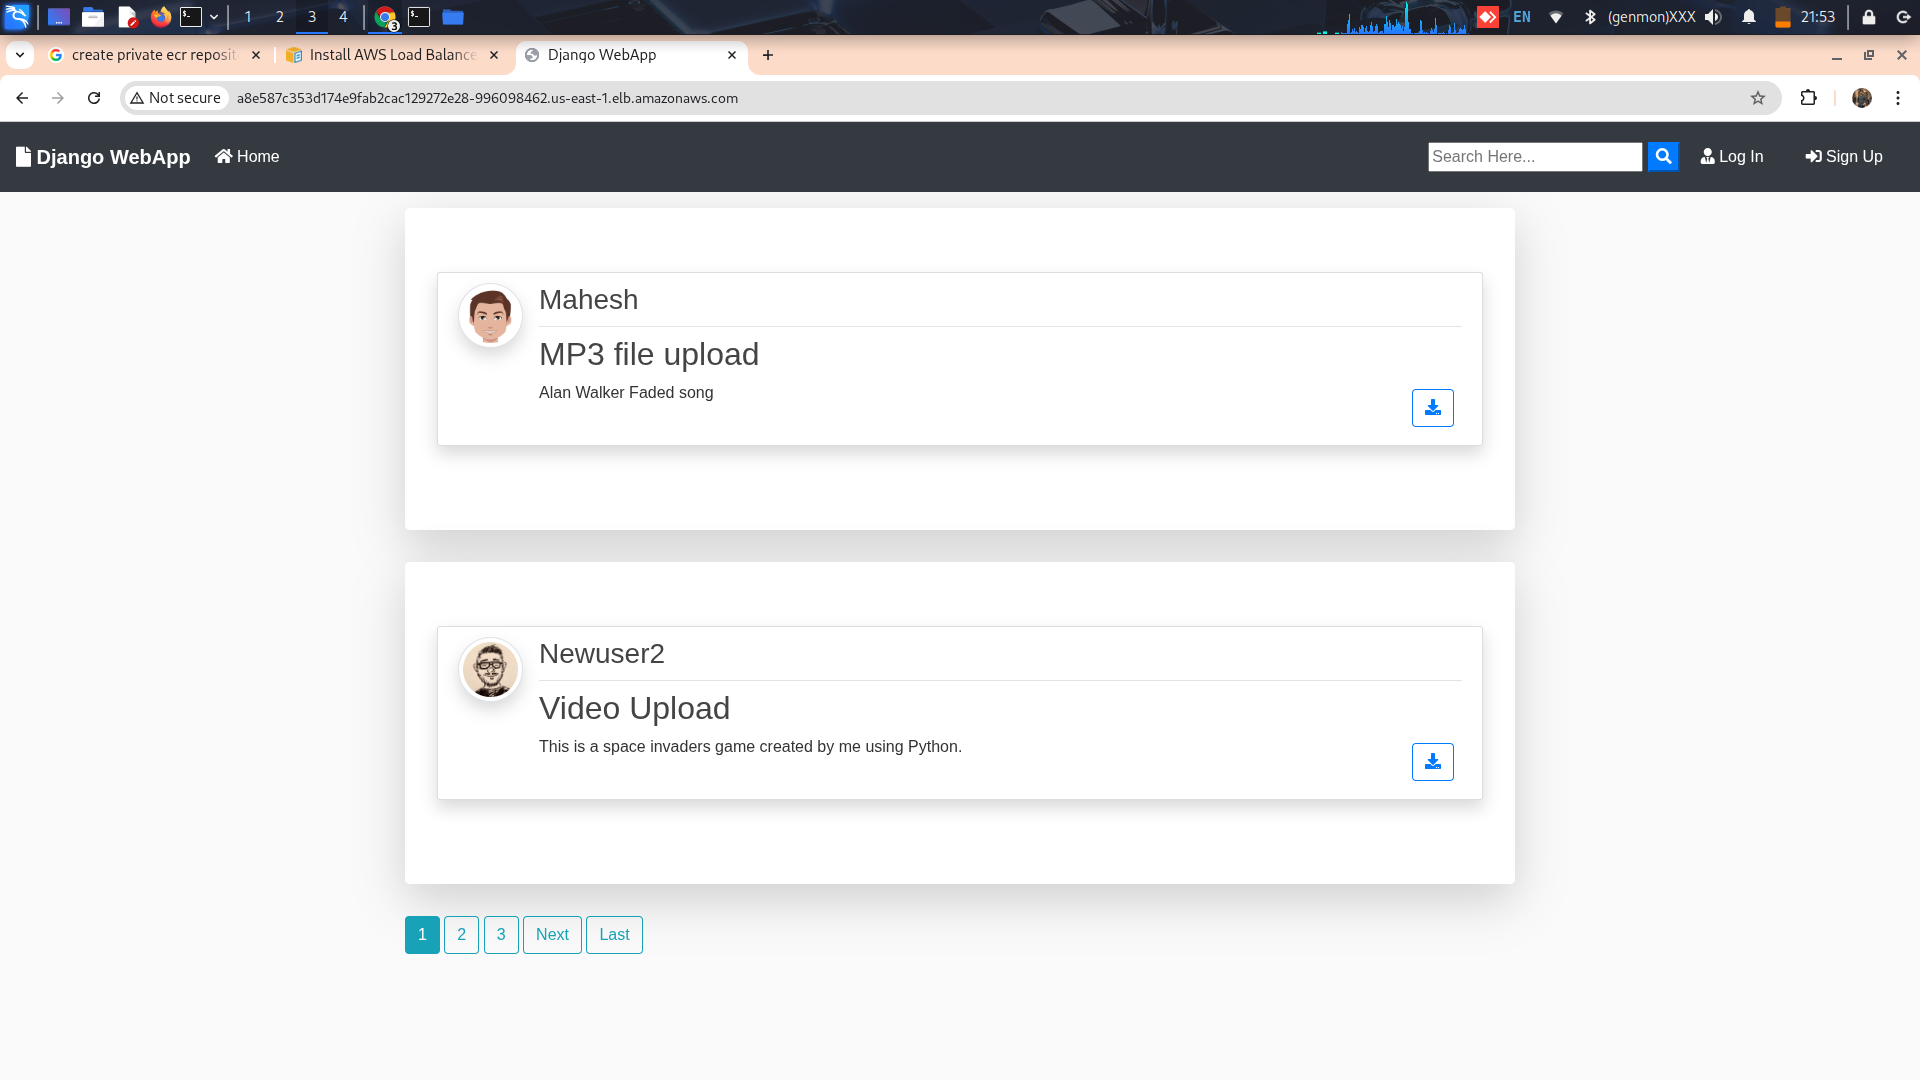 1 2 3 4 3 EN (genmon)XXX 21:53
create private ecr reposit Install AWS Load Balance Django WebApp
Not secure a8e587c353d174e9fab2cac129272e28-996098462.us-east-1.elb.amazonaws.com
Django WebApp Home Search Here... Log In Sign Up
Mahesh
MP3 file upload
Alan Walker Faded song
Newuser2
Video Upload
This is a space invaders game created by me using Python.
1 2 3 Next Last